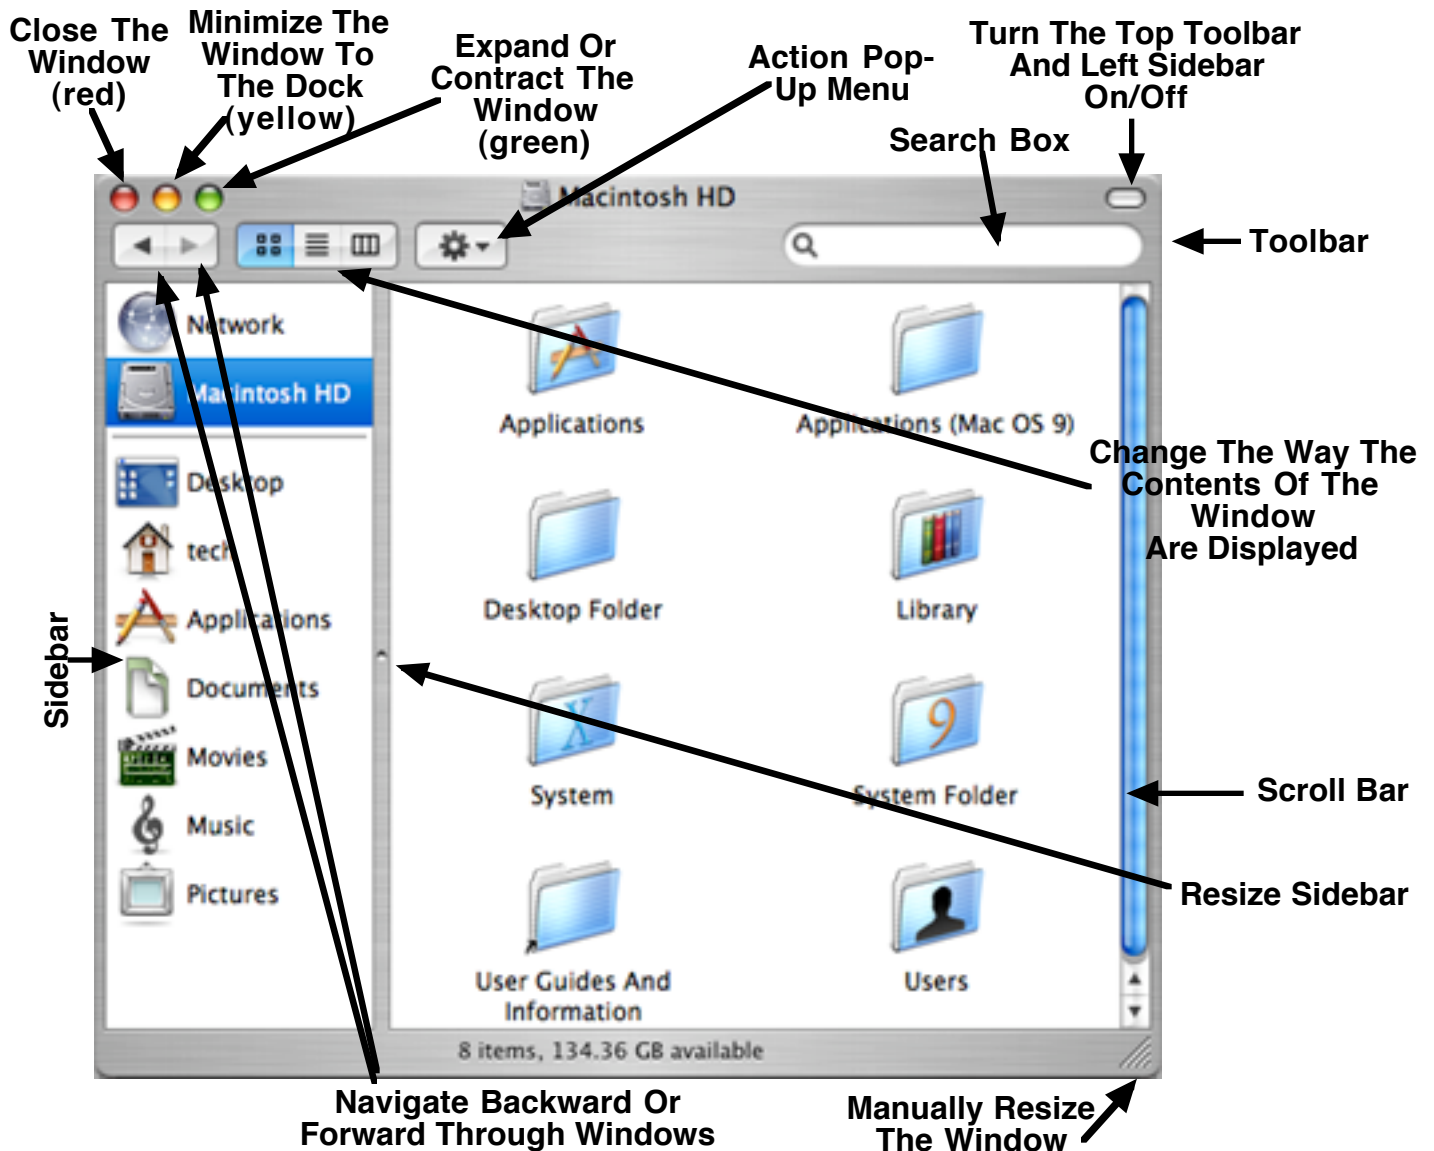 Close The
Window
(red)
Minimize The
Window To
The Dock
(yellow)
Expand Or
Contract The
Window
(green)
Action Pop-
Up Menu
Turn The Top Toolbar
And Left Sidebar
On/Off
Search Box
Macintosh HD
Toolbar
Network
Macintosh HD
Desktop
tech
Applications
Documents
Movies
Music
Pictures
Sidebar
Applications
Applications (Mac OS 9)
Desktop Folder
Library
System
System Folder
User Guides And
Information
Users
Change The Way The
Contents Of The
Window
Are Displayed
Scroll Bar
Resize Sidebar
8 items, 134.36 GB available
Navigate Backward Or
Forward Through Windows
Manually Resize
The Window